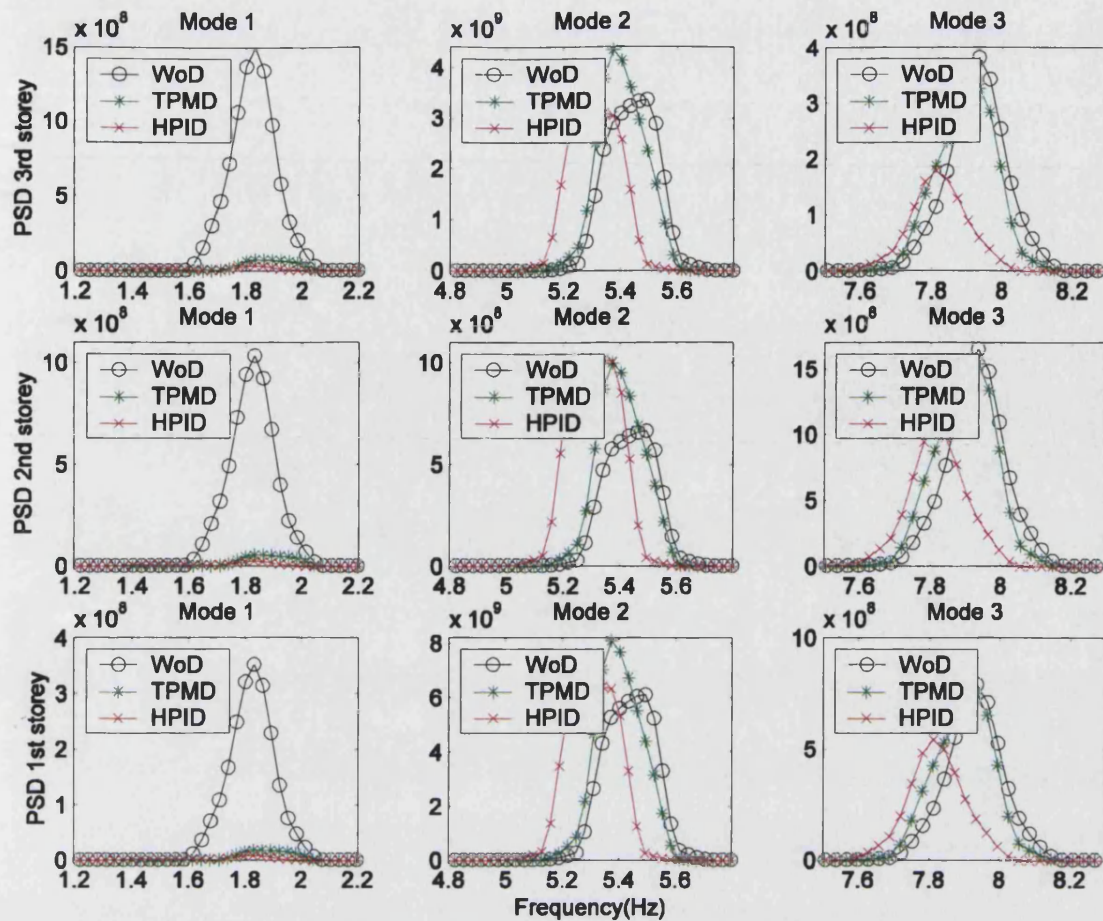 x 10^8 Mode 1
x 10^9 Mode 2
x 10^8 Mode 3
15
10
5
0
4
3
2
1
0
4
3
2
1
0
WoD
TPMD
HPID
WoD
TPMD
HPID
WoD
TPMD
HPID
PSD 3rd storey
1.2 1.4 1.6 1.8 2 2.2
4.8 5 5.2 5.4 5.6
7.6 7.8 8 8.2
x 10^8 Mode 1
x 10^8 Mode 2
x 10^8 Mode 3
10
5
0
10
5
0
15
10
5
0
WoD
TPMD
HPID
WoD
TPMD
HPID
WoD
TPMD
HPID
PSD 2nd storey
1.2 1.4 1.6 1.8 2 2.2
4.8 5 5.2 5.4 5.6
7.6 7.8 8 8.2
x 10^8 Mode 1
x 10^9 Mode 2
x 10^8 Mode 3
4
3
2
1
0
8
6
4
2
0
10
5
0
WoD
TPMD
HPID
WoD
TPMD
HPID
WoD
TPMD
HPID
PSD 1st storey
1.2 1.4 1.6 1.8 2 2.2
4.8 5 5.2 5.4 5.6
7.6 7.8 8 8.2
Frequency(Hz)